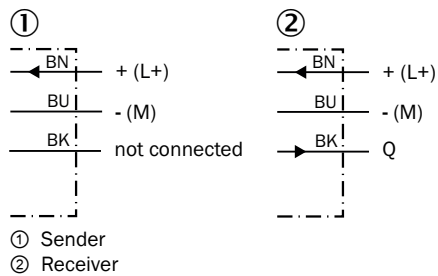 ① ②
BN + (L+) BN + (L+)
BU - (M) BU - (M)
BK not connected BK Q
① Sender
② Receiver